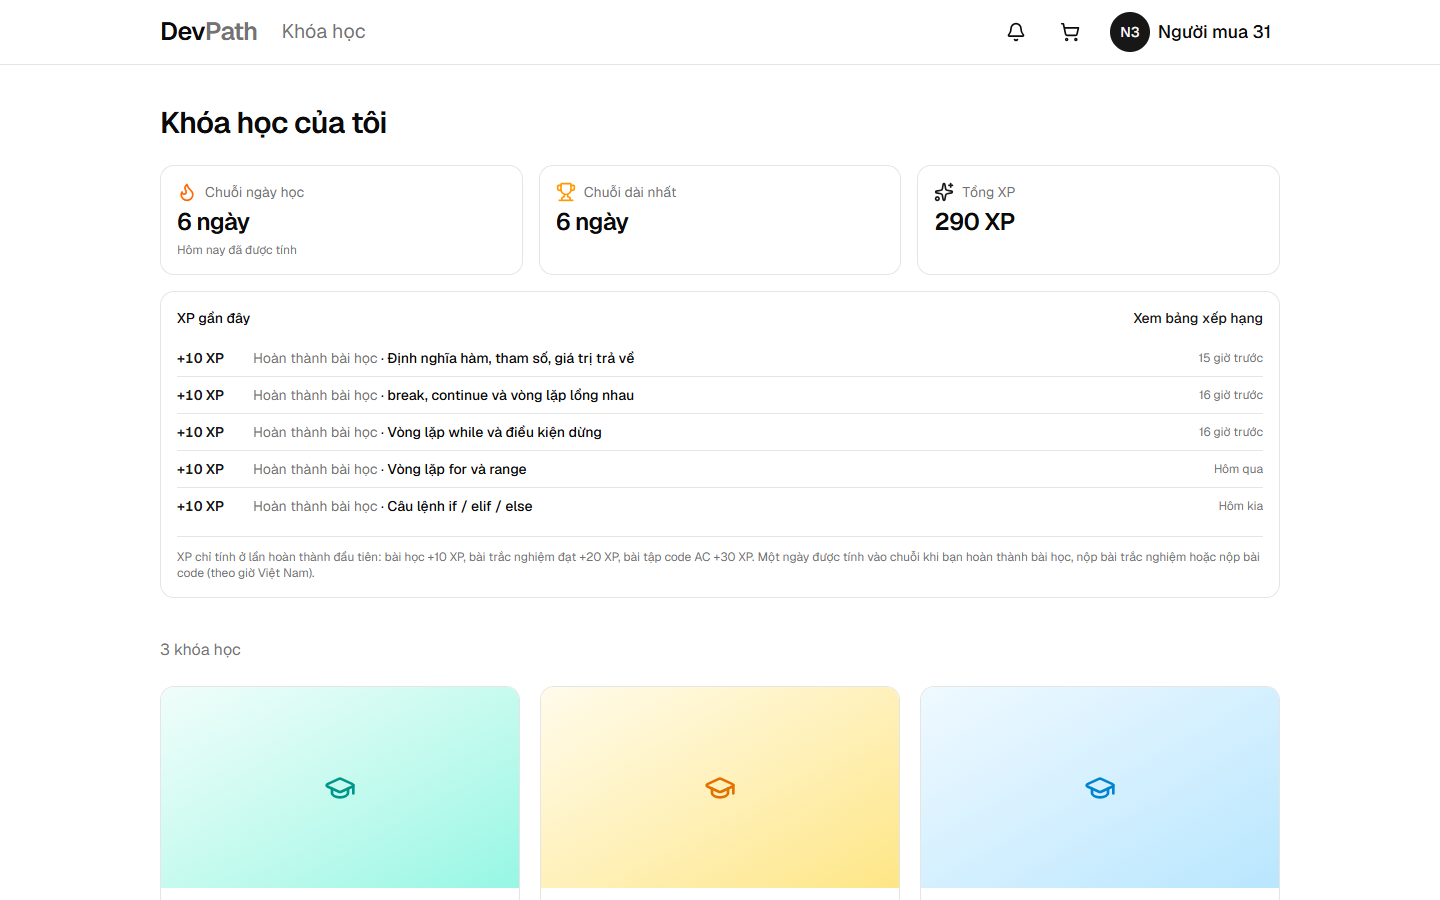 DevPath Khóa học N3 Người mua 31
Khóa học của tôi
Chuỗi ngày học
6 ngày
Hôm nay đã được tính
Chuỗi dài nhất
6 ngày
Tổng XP
290 XP
XP gần đây Xem bảng xếp hạng
+10 XP Hoàn thành bài học · Định nghĩa hàm, tham số, giá trị trả về 15 giờ trước
+10 XP Hoàn thành bài học · break, continue và vòng lặp lồng nhau 16 giờ trước
+10 XP Hoàn thành bài học · Vòng lặp while và điều kiện dừng 16 giờ trước
+10 XP Hoàn thành bài học · Vòng lặp for và range Hôm qua
+10 XP Hoàn thành bài học · Câu lệnh if / elif / else Hôm kia
XP chỉ tính ở lần hoàn thành đầu tiên: bài học +10 XP, bài trắc nghiệm đạt +20 XP, bài tập code AC +30 XP. Một ngày được tính vào chuỗi khi bạn hoàn thành bài học, nộp bài trắc nghiệm hoặc nộp bài
code (theo giờ Việt Nam).
3 khóa học